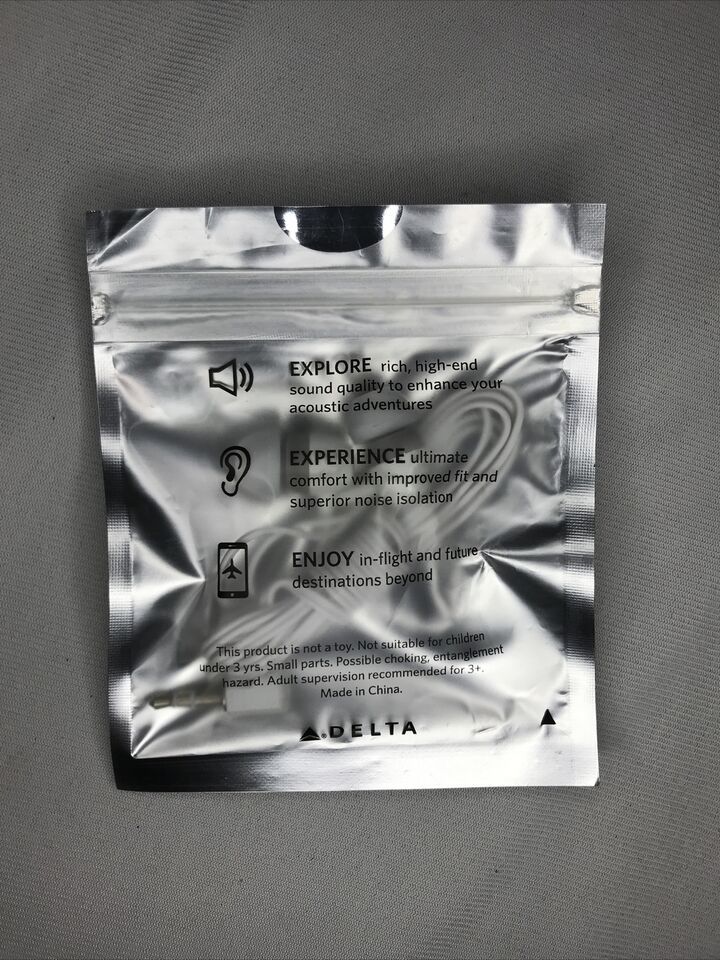 EXPLORE rich, high-end
sound quality to enhance your
acoustic adventures
EXPERIENCE ultimate
comfort with improved fit and
superior noise isolation
ENJOY in-flight and future
destinations beyond
This product is not a toy. Not suitable for children
under 3 yrs. Small parts. Possible choking, entanglement
hazard. Adult supervision recommended for 3+.
Made in China.
DELTA